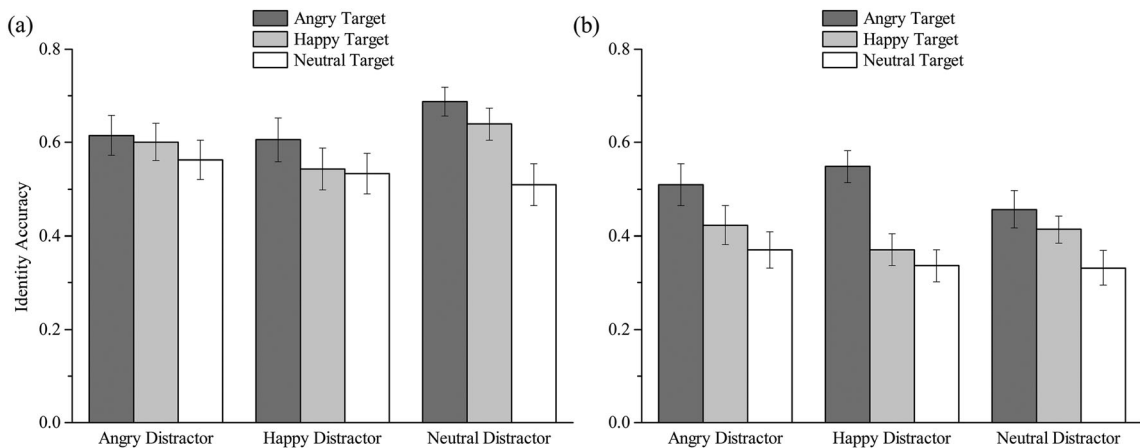 (a)
Angry Target
Happy Target
Neutral Target
0.8
0.6
0.4
0.2
0.0
Identity Accuracy
Angry Distractor
Happy Distractor
Neutral Distractor
(b)
Angry Target
Happy Target
Neutral Target
0.8
0.6
0.4
0.2
0.0
Angry Distractor
Happy Distractor
Neutral Distractor